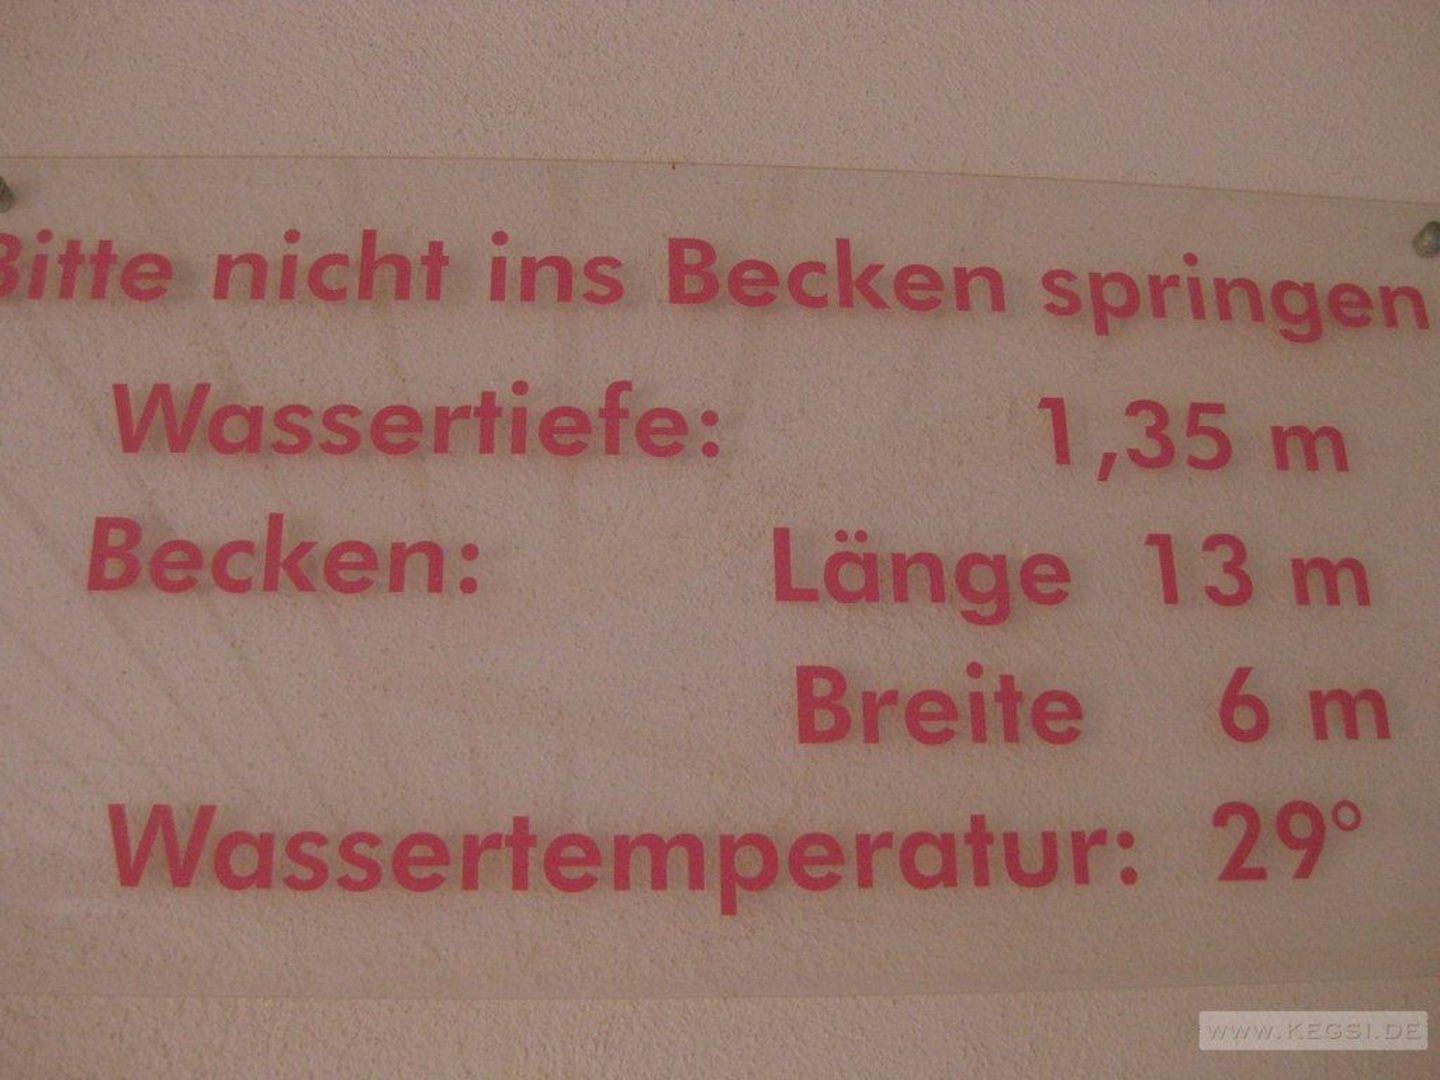 Bitte nicht ins Becken springen
Wassertiefe: 1,35 m
Becken: Länge 13 m
Breite 6 m
Wassertemperatur: 29°
WWW.KEGSI.DE